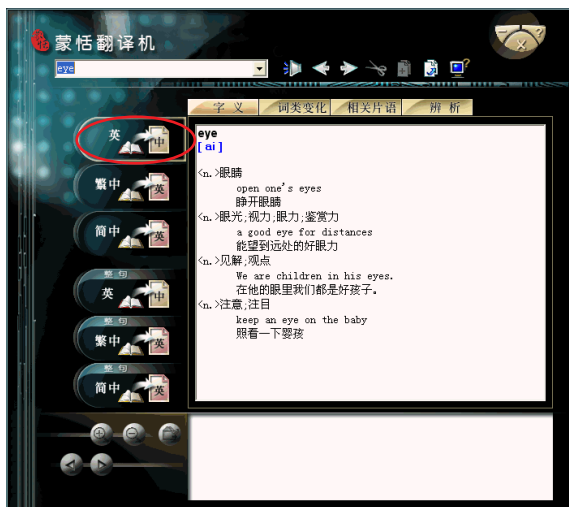 蒙恬翻译机
eye
字 义 词类变化 相关片语 辨 析
英 中
繁中 英
简中 英
整 句
英 中
整 句
繁中 英
整 句
简中 英
eye
[ai]
<n.>眼睛
open one's eyes
睁开眼睛
<n.>眼光;视力;眼力;鉴赏力
a good eye for distances
能望到远处的好眼力
<n.>见解;观点
We are children in his eyes.
在他的眼里我们都是好孩子。
<n.>注意;注目
keep an eye on the baby
照看一下婴孩